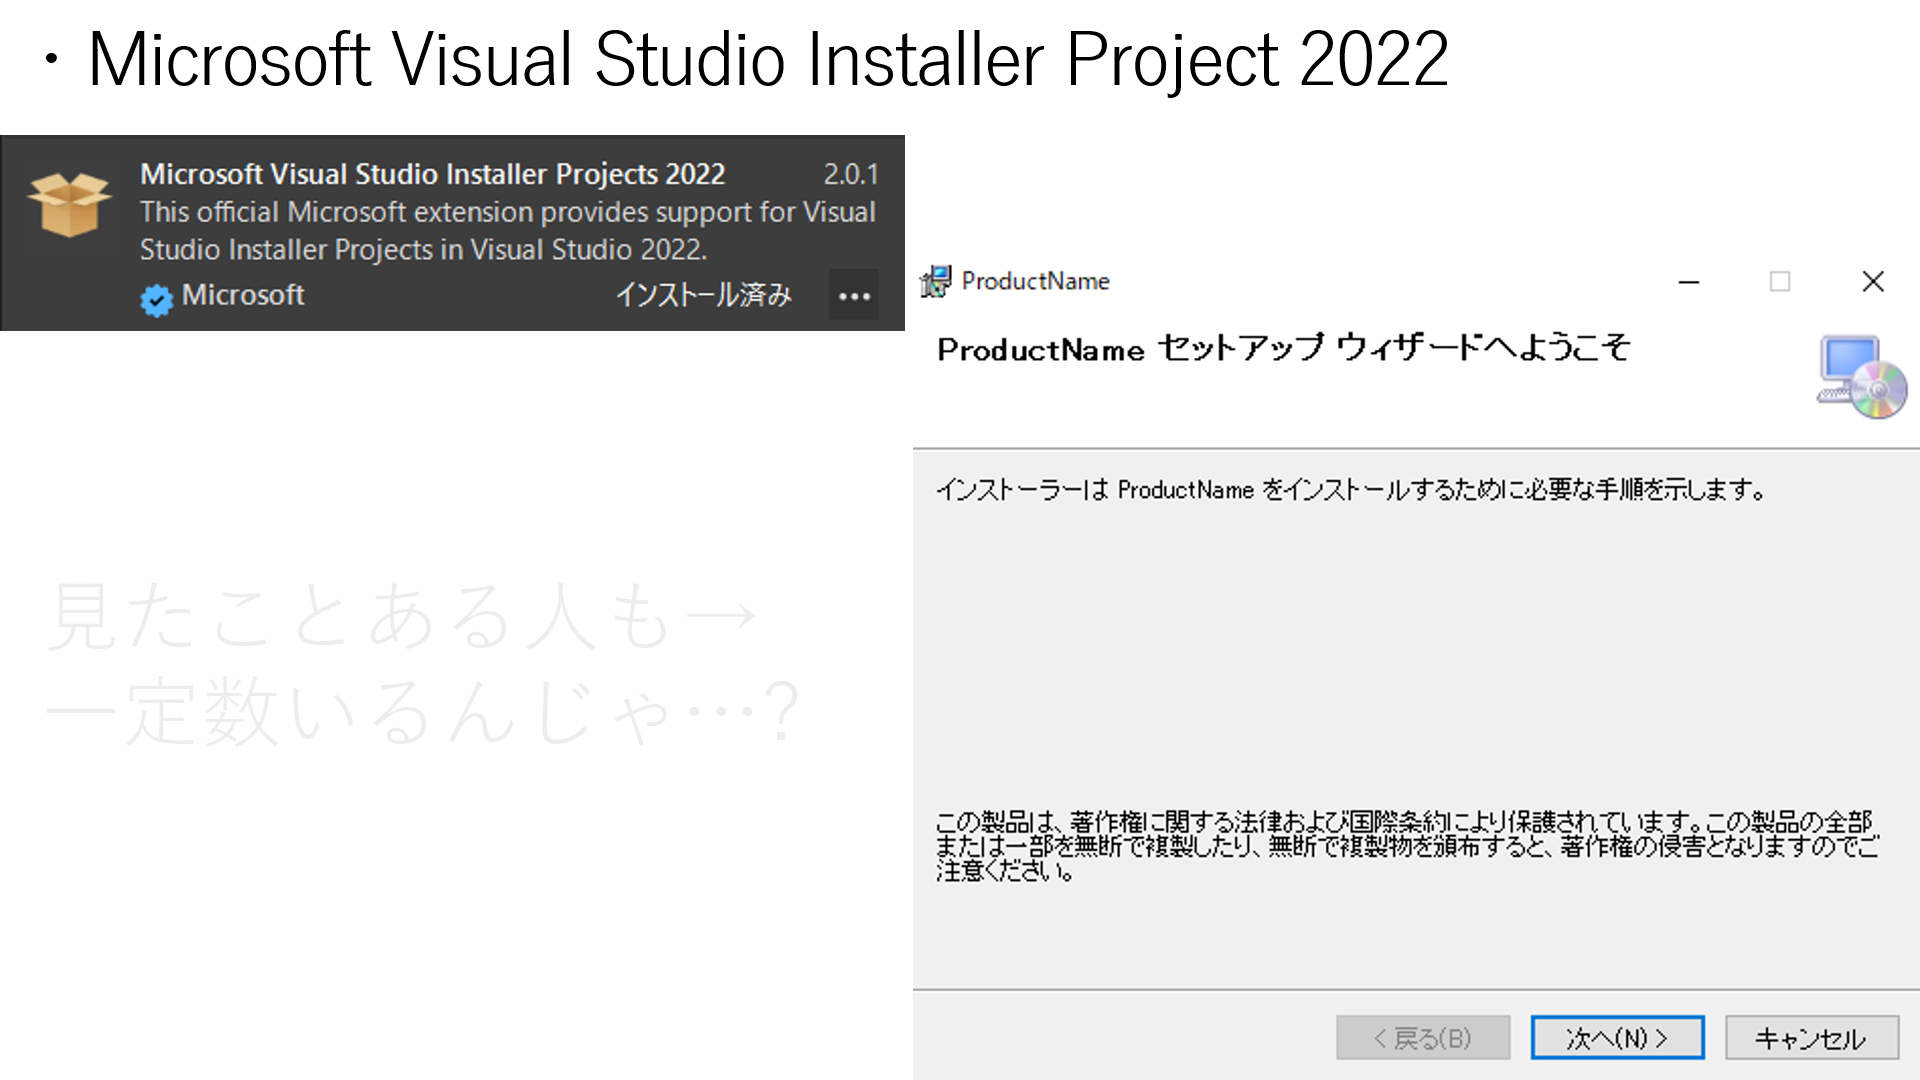 ・Microsoft Visual Studio Installer Project 2022
Microsoft Visual Studio Installer Projects 2022 2.0.1
This official Microsoft extension provides support for Visual
Studio Installer Projects in Visual Studio 2022.
Microsoft インストール済み ...
見たことある人も→
一定数いるんじゃ…?
ProductName
ProductName セットアップ ウィザードへようこそ
インストーラーは ProductName をインストールするために必要な手順を示します。
この製品は、著作権に関する法律および国際条約により保護されています。この製品の全部
または一部を無断で複製したり、無断で複製物を頒布すると、著作権の侵害となりますのでご
注意ください。
< 戻る(B) 次へ(N) > キャンセル